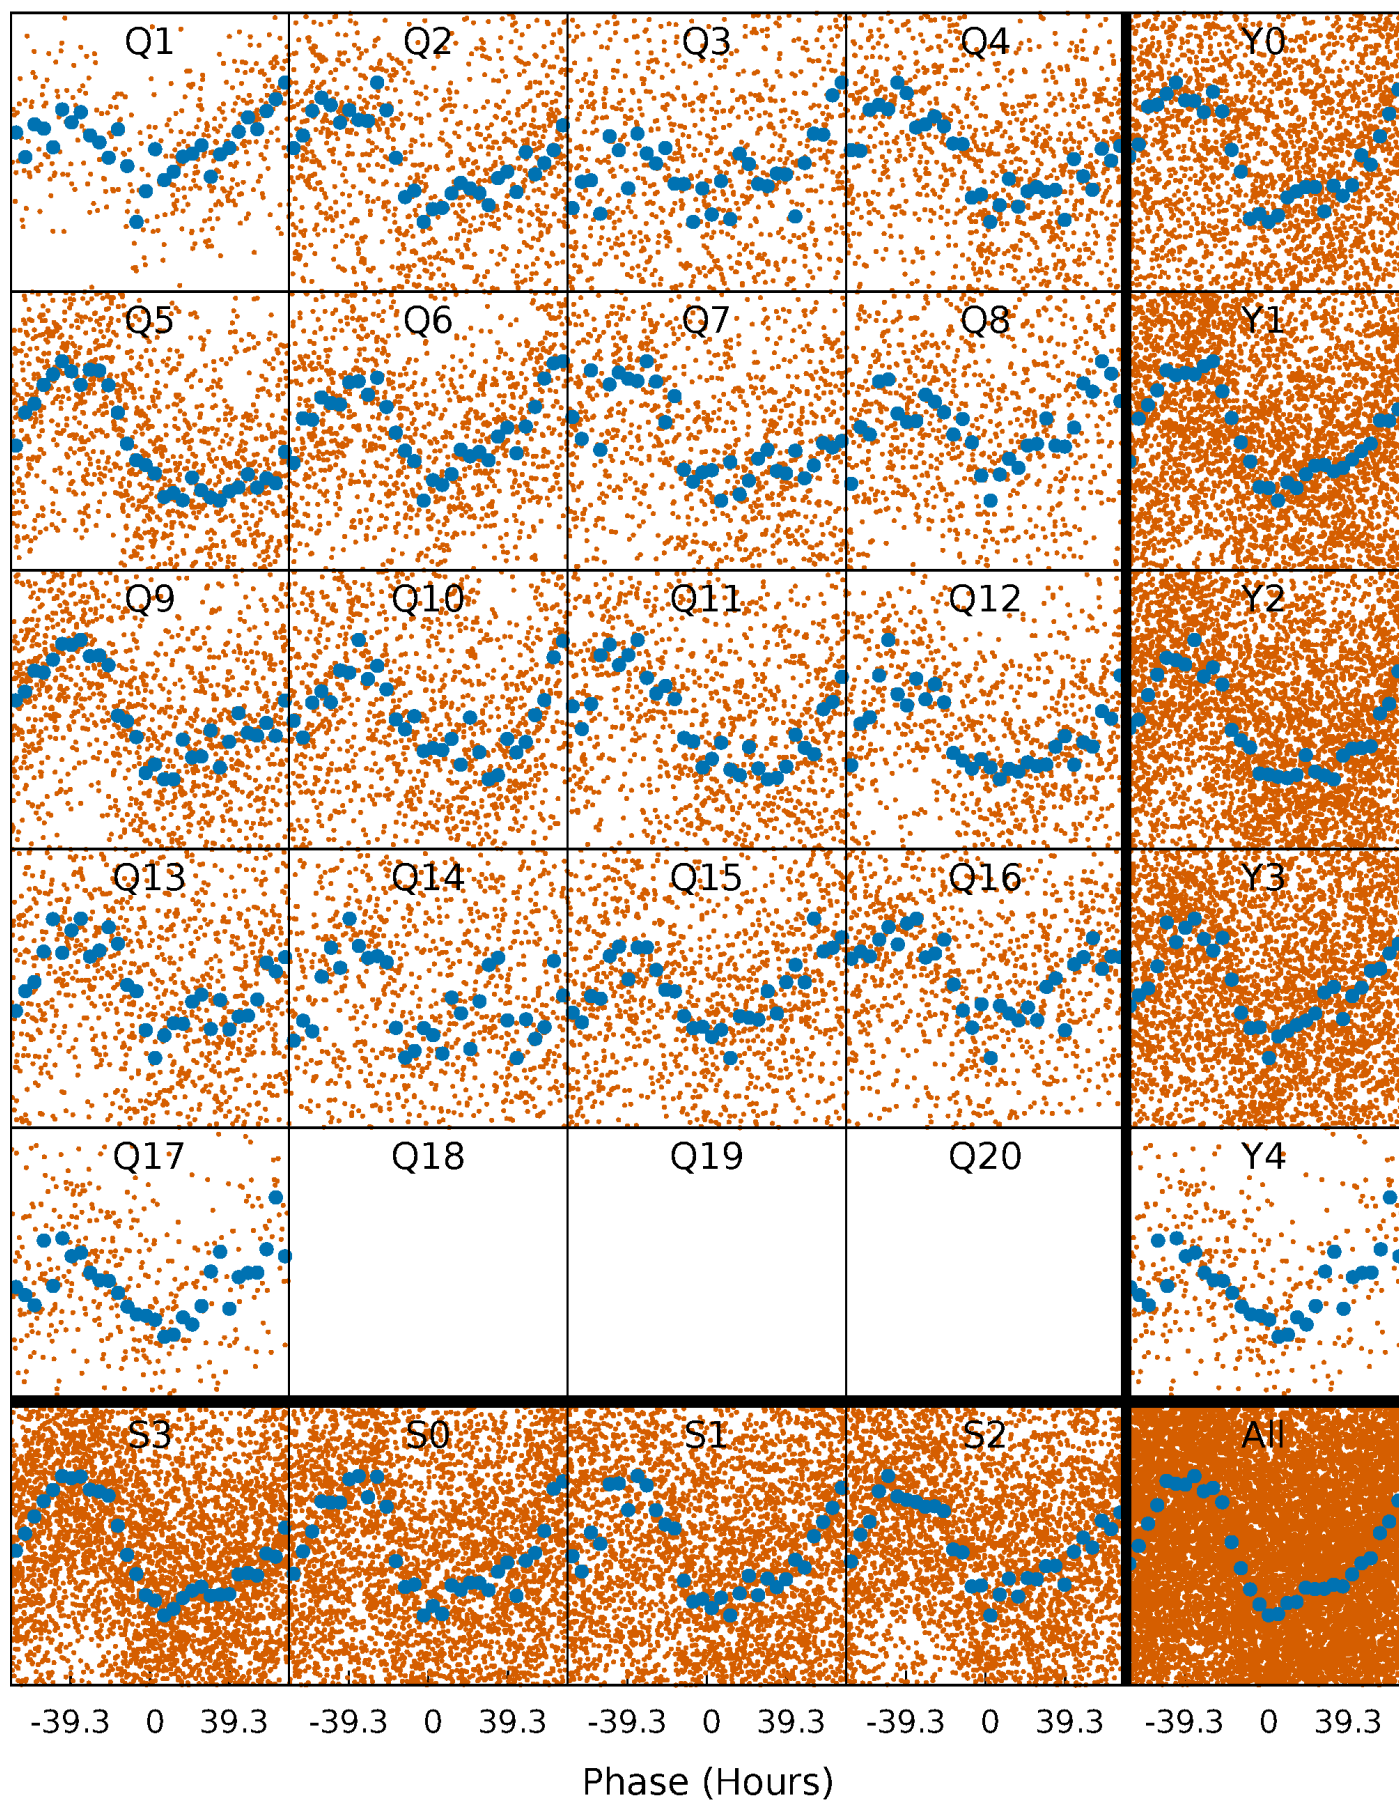 Q1 Q2 Q3 Q4 Y0
Q5 Q6 Q7 Q8 Y1
Q9 Q10 Q11 Q12 Y2
Q13 Q14 Q15 Q16 Y3
Q17 Q18 Q19 Q20 Y4
S3 S0 S1 S2 All
-39.3 0 39.3 -39.3 0 39.3 -39.3 0 39.3 -39.3 0 39.3 -39.3 0 39.3
Phase (Hours)